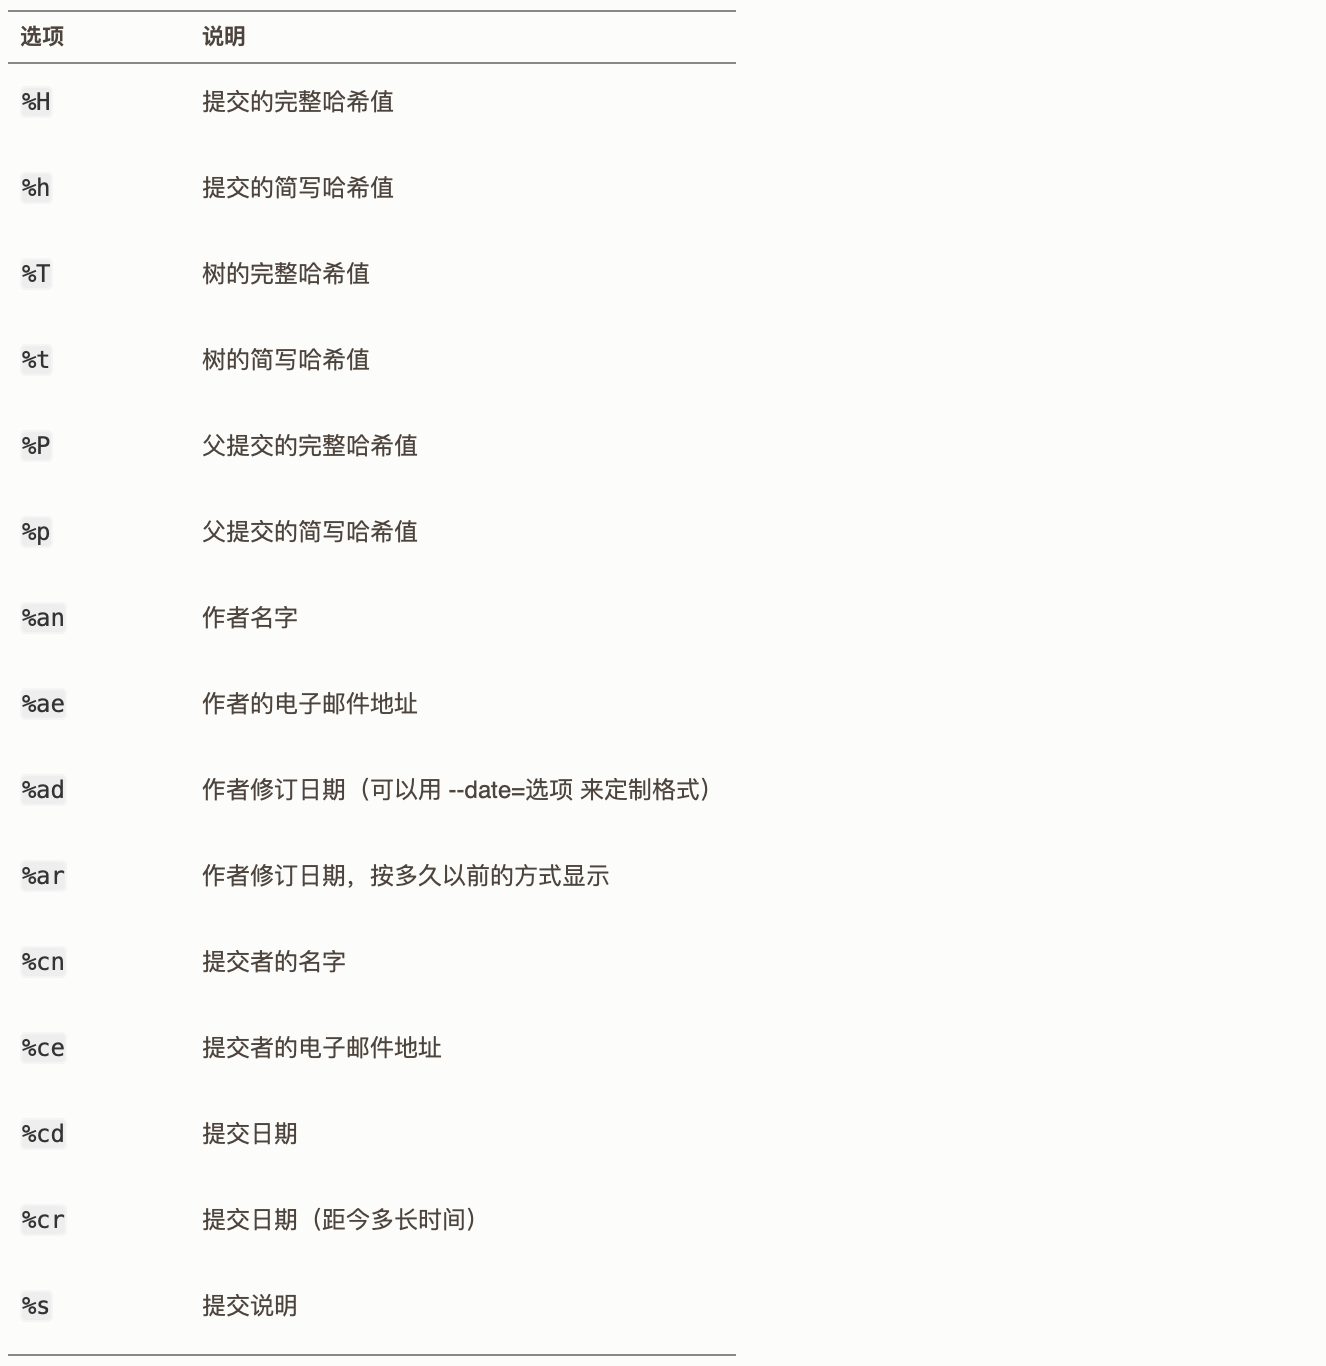 选项 说明
%H 提交的完整哈希值
%h 提交的简写哈希值
%T 树的完整哈希值
%t 树的简写哈希值
%P 父提交的完整哈希值
%p 父提交的简写哈希值
%an 作者名字
%ae 作者的电子邮件地址
%ad 作者修订日期（可以用 --date=选项 来定制格式）
%ar 作者修订日期，按多久以前的方式显示
%cn 提交者的名字
%ce 提交者的电子邮件地址
%cd 提交日期
%cr 提交日期（距今多长时间）
%s 提交说明